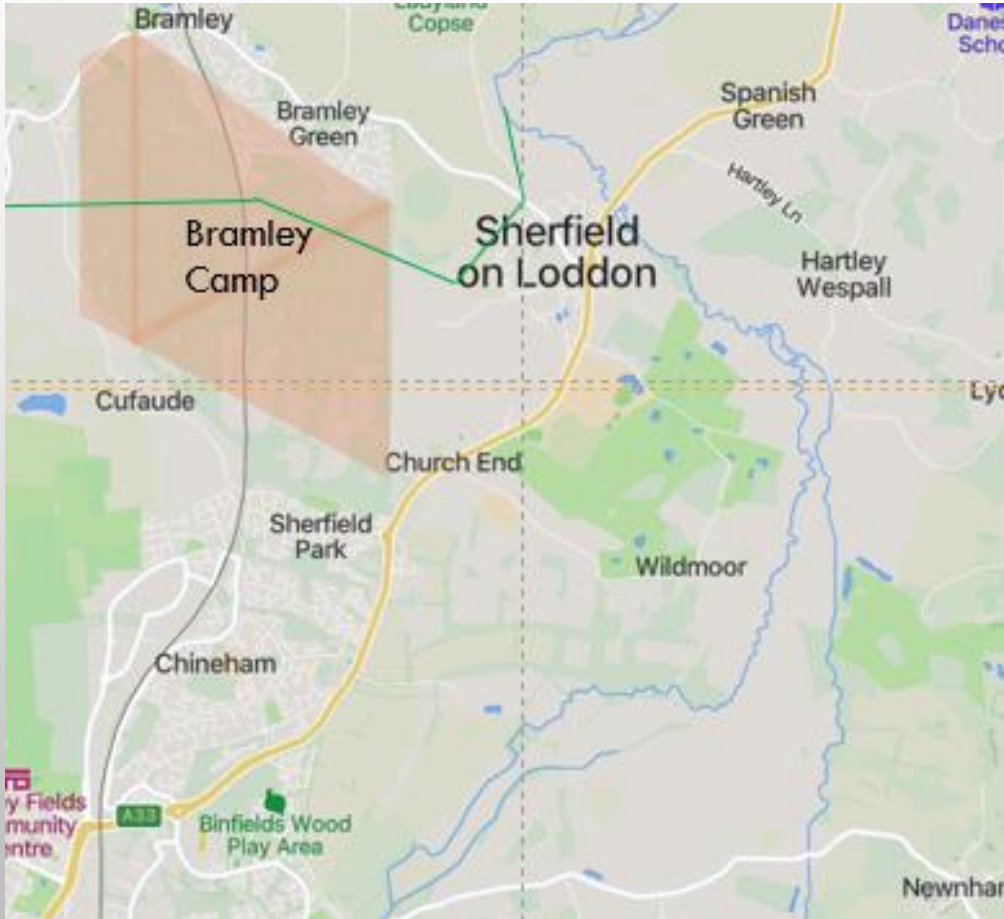 Bramley
Copse
Danes
Scho
Spanish
Green
Bramley
Green
Hartley Ln
Bramley
Camp
Sherfield
on Loddon
Hartley
Wespall
Cufaude
Lyc
Church End
Sherfield
Park
Wildmoor
Chineham
y Fields
munity
entre
A33
Binfields Wood
Play Area
Newnhar